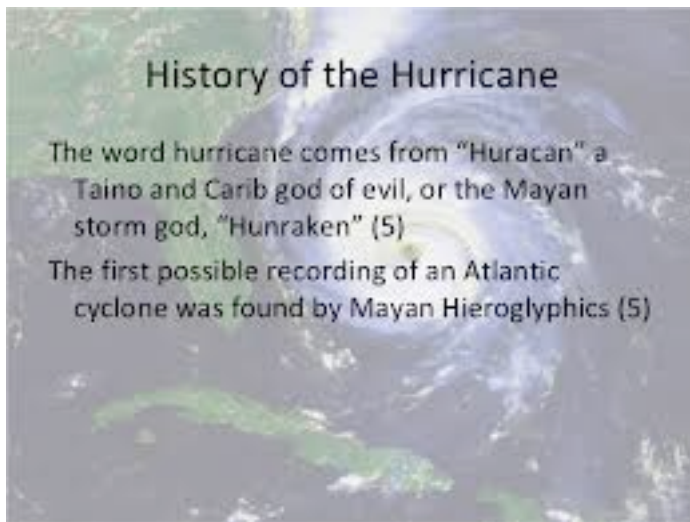 History of the Hurricane
The word hurricane comes from “Huracan” a
Taino and Carib god of evil, or the Mayan
storm god, “Hunraken” (5)
The first possible recording of an Atlantic
cyclone was found by Mayan Hieroglyphics (5)